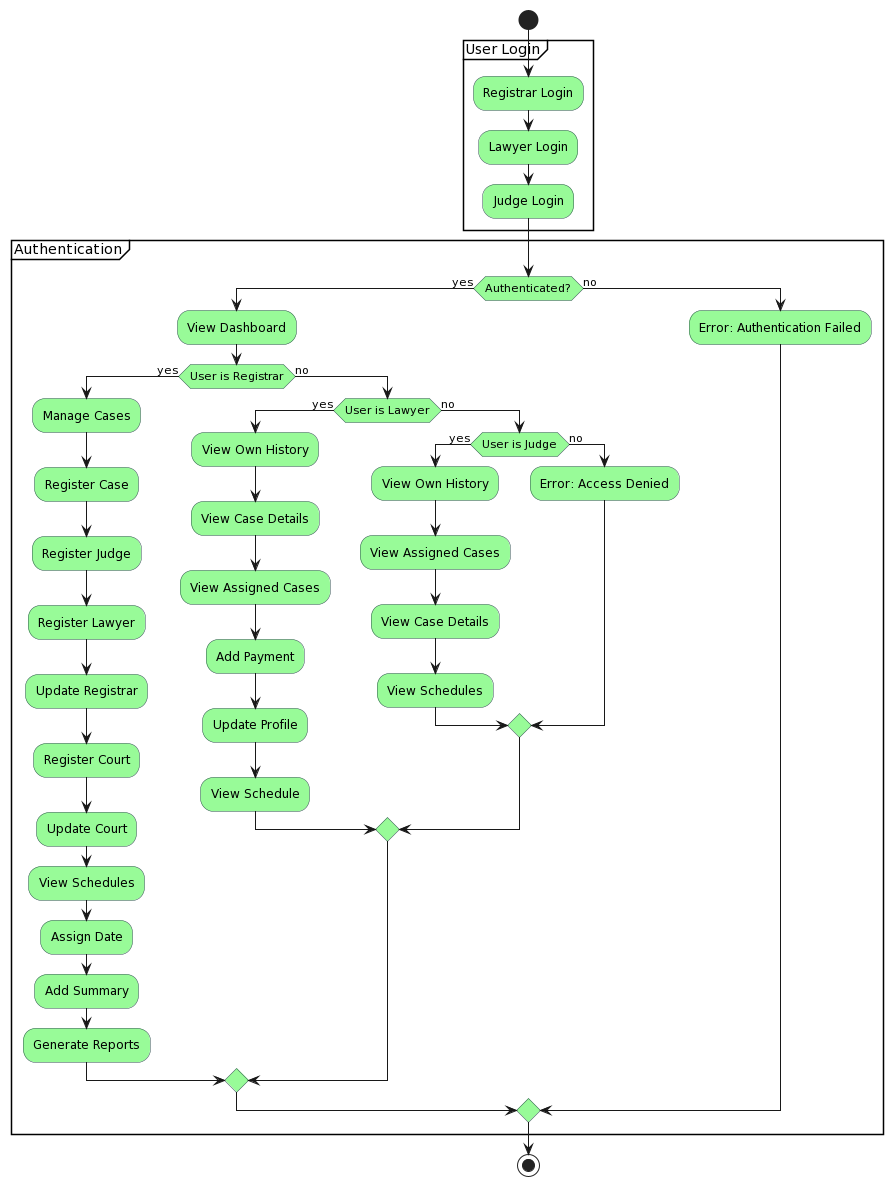 User Login
Registrar Login
Lawyer Login
Judge Login
Authentication
yes
Authenticated?
no
View Dashboard
Error: Authentication Failed
yes
User is Registrar
no
Manage Cases
Register Case
Register Judge
Register Lawyer
Update Registrar
Register Court
Update Court
View Schedules
Assign Date
Add Summary
Generate Reports
yes
User is Lawyer
no
View Own History
View Case Details
View Assigned Cases
Add Payment
Update Profile
View Schedule
yes
User is Judge
no
View Own History
View Assigned Cases
View Case Details
View Schedules
Error: Access Denied